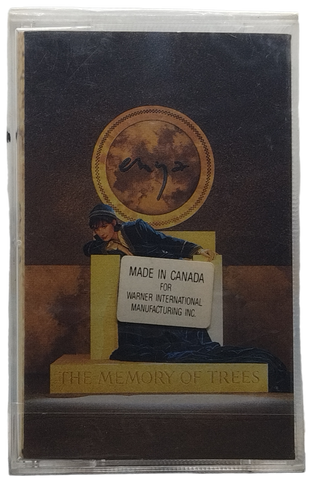 enya
MADE IN CANADA
FOR
WARNER INTERNATIONAL
MANUFACTURING INC.
THE MEMORY OF TREES